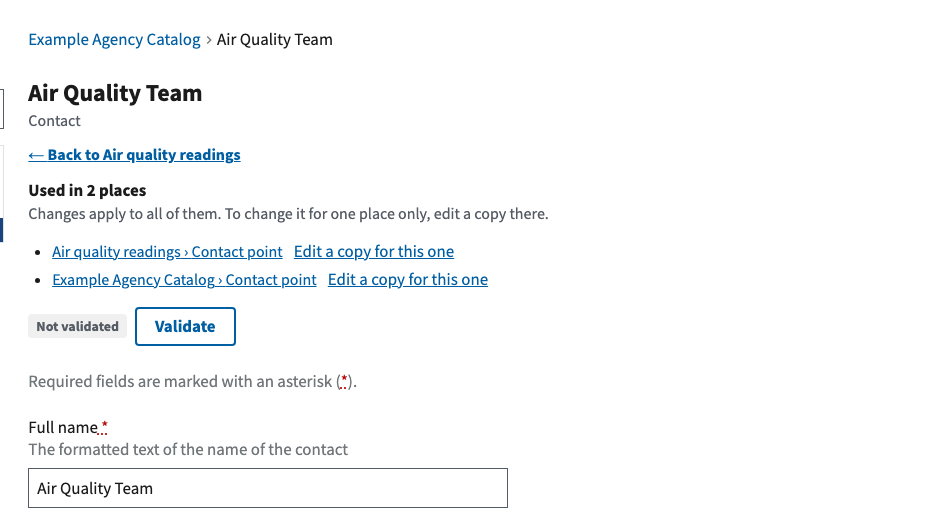 Example Agency Catalog › Air Quality Team
Air Quality Team
Contact
← Back to Air quality readings
Used in 2 places
Changes apply to all of them. To change it for one place only, edit a copy there.
• Air quality readings › Contact point Edit a copy for this one
• Example Agency Catalog › Contact point Edit a copy for this one
Not validated Validate
Required fields are marked with an asterisk (*).
Full name *
The formatted text of the name of the contact
Air Quality Team